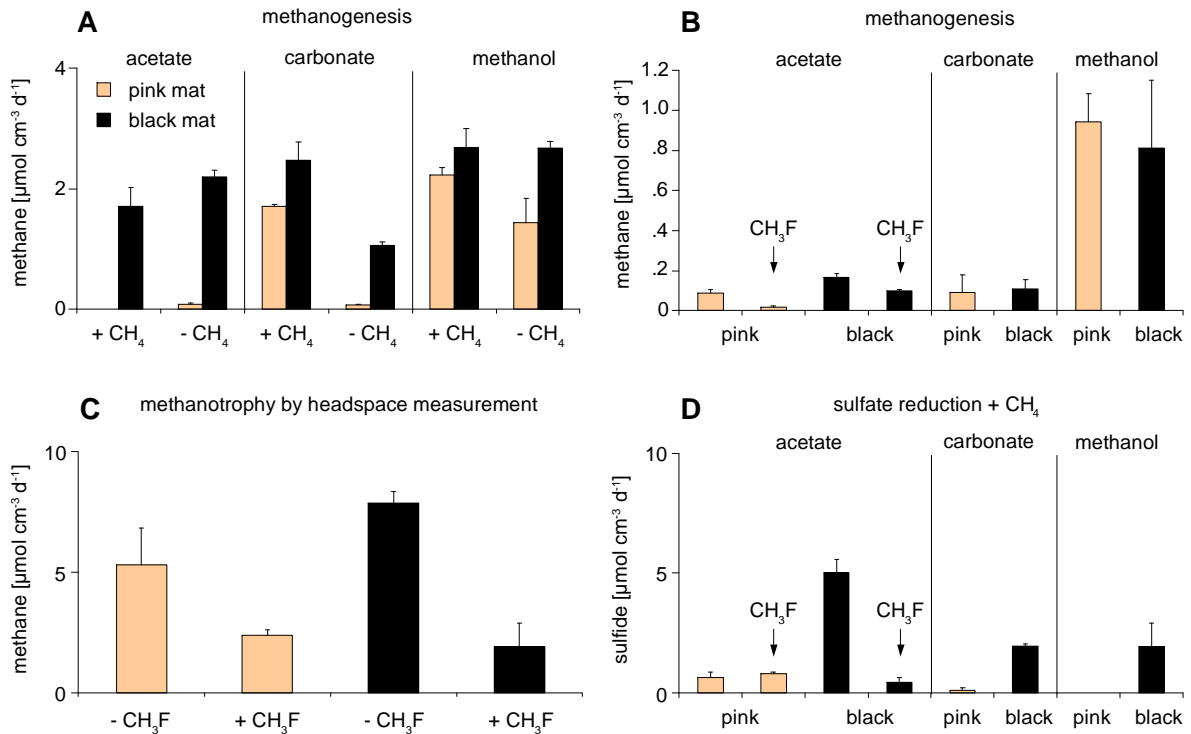 A methanogenesis
acetate carbonate methanol
methane [µmol cm⁻³ d⁻¹]
4
2
0
pink mat
black mat
+ CH₄ - CH₄ + CH₄ - CH₄ + CH₄ - CH₄
B methanogenesis
acetate carbonate methanol
methane [µmol cm⁻³ d⁻¹]
1.2
1.0
.8
.6
.4
.2
0
CH₃F CH₃F
pink black pink black pink black
C methanotrophy by headspace measurement
methane [µmol cm⁻³ d⁻¹]
10
5
0
- CH₃F + CH₃F - CH₃F + CH₃F
D sulfate reduction + CH₄
acetate carbonate methanol
sulfide [µmol cm⁻³ d⁻¹]
10
5
0
CH₃F CH₃F
pink black pink black pink black